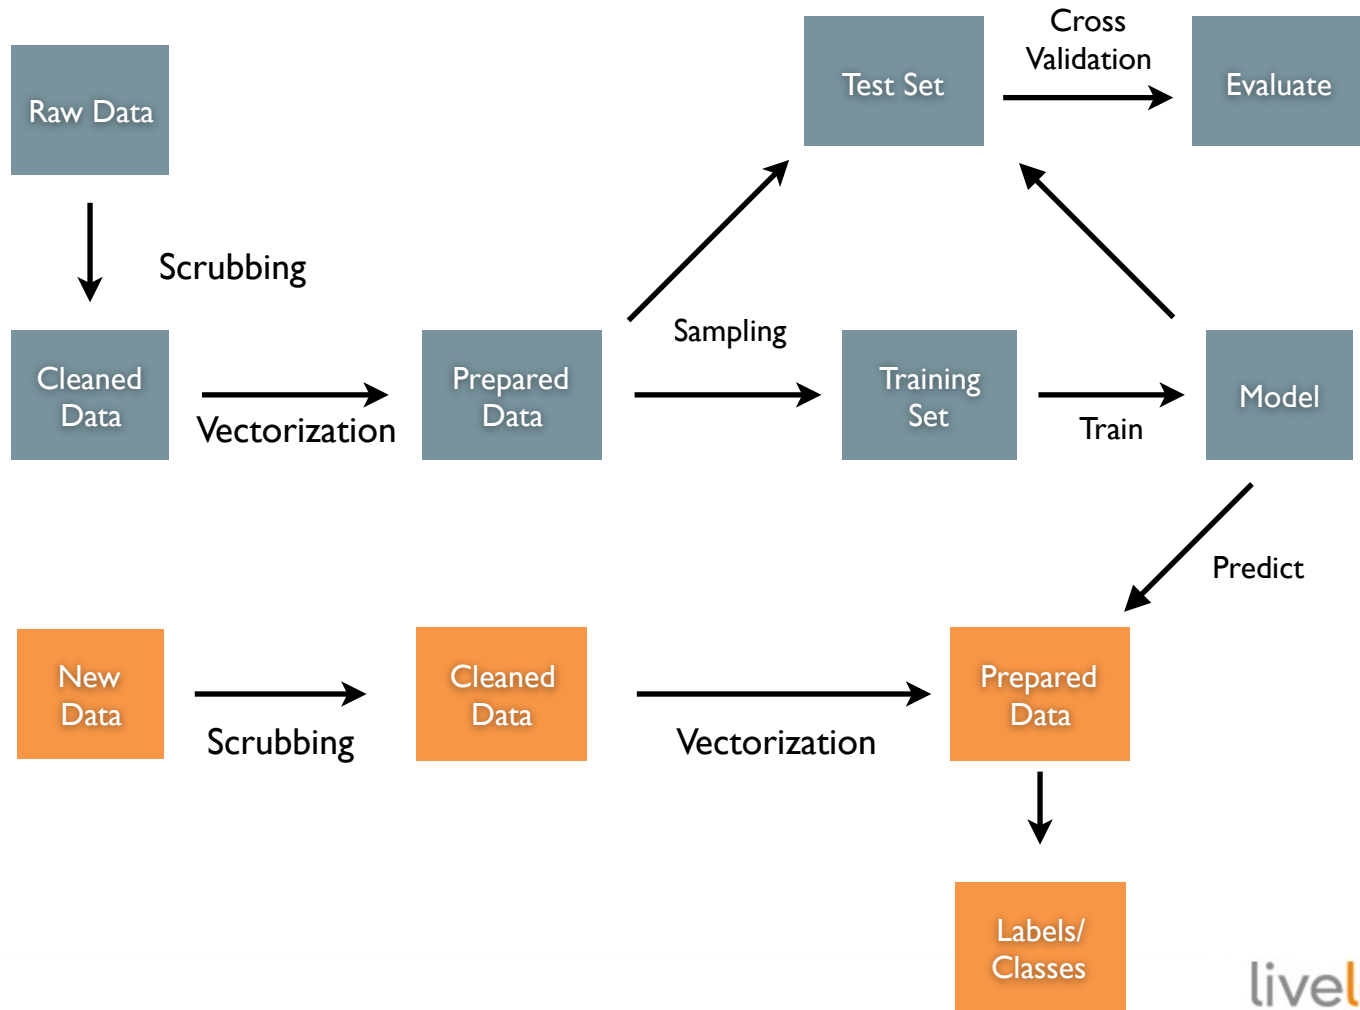 Cross
Validation
Raw Data
Test Set
Evaluate
Scrubbing
Sampling
Cleaned
Data
Vectorization
Prepared
Data
Training
Set
Train
Model
Predict
New
Data
Scrubbing
Cleaned
Data
Vectorization
Prepared
Data
Labels/
Classes
livel